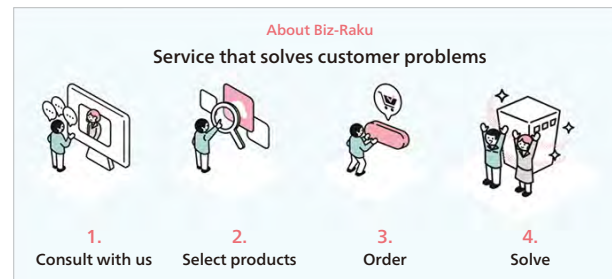 About Biz-Raku
Service that solves customer problems
1.
Consult with us
2.
Select products
3.
Order
4.
Solve